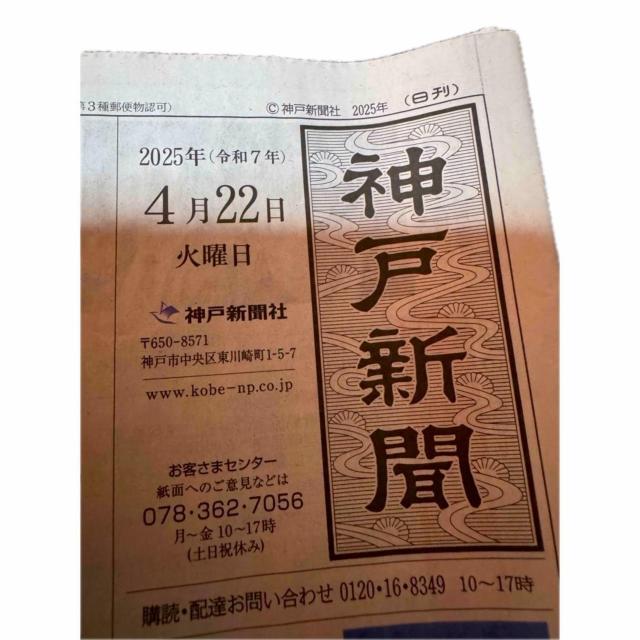 第3種郵便物認可)
©神戸新聞社 2025年 (日刊)
神戸新聞
2025年(令和7年)
4月22日
火曜日
神戸新聞社
〒650-8571
神戸市中央区東川崎町1-5-7
www.kobe-np.co.jp
お客さまセンター
紙面へのご意見などは
078・362・7056
月〜金10〜17時
(土日祝休み)
購読・配達お問い合わせ 0120・16・8349 10〜17時